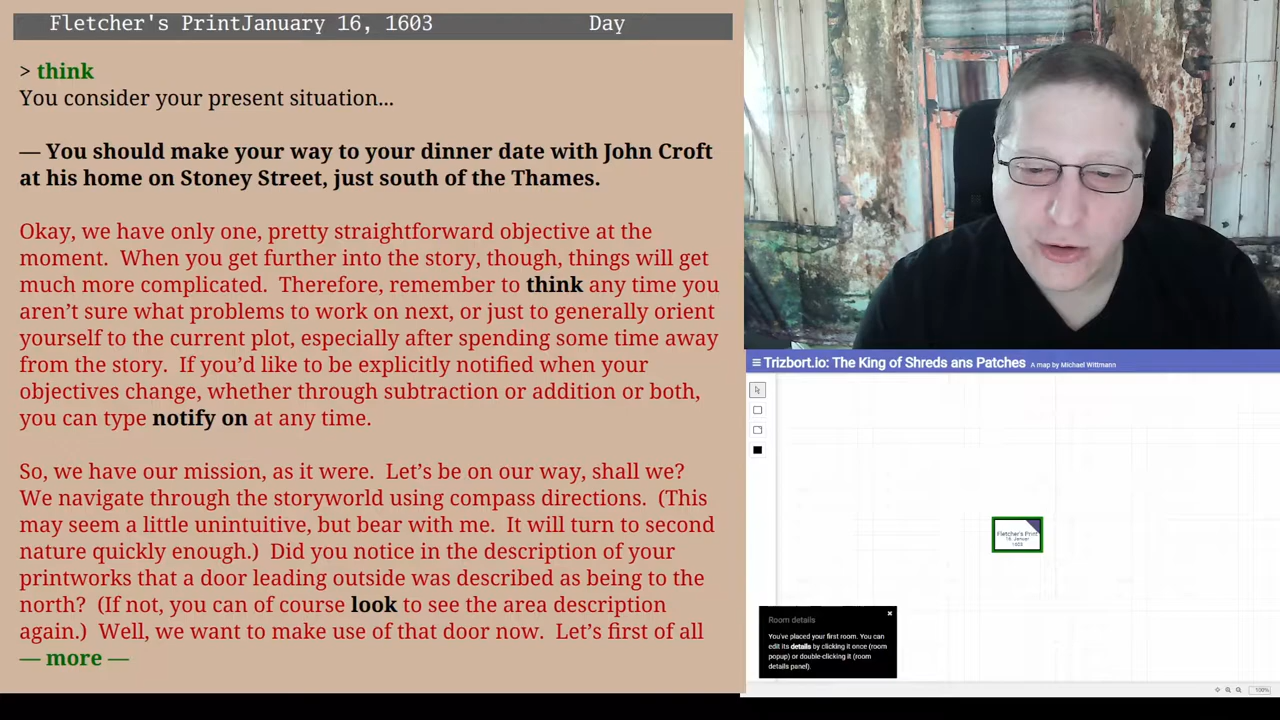 Fletcher's PrintJanuary 16, 1603 Day
> think
You consider your present situation...
— You should make your way to your dinner date with John Croft
at his home on Stoney Street, just south of the Thames.
Okay, we have only one, pretty straightforward objective at the
moment. When you get further into the story, though, things will get
much more complicated. Therefore, remember to think any time you
aren't sure what problems to work on next, or just to generally orient
yourself to the current plot, especially after spending some time away
from the story. If you'd like to be explicitly notified when your
objectives change, whether through subtraction or addition or both,
you can type notify on at any time.
So, we have our mission, as it were. Let's be on our way, shall we?
We navigate through the storyworld using compass directions. (This
may seem a little unintuitive, but bear with me. It will turn to second
nature quickly enough.) Did you notice in the description of your
printworks that a door leading outside was described as being to the
north? (If not, you can of course look to see the area description
again.) Well, we want to make use of that door now. Let's first of all
— more —
≡ Trizbort.io: The King of Shreds ans Patches A map by Michael Wittmann
Fletcher's Print
16. Januar
1603
Room details
You've placed your first room. You can
edit its details by clicking it once (room
popup) or double-clicking it (room
details panel).
100%